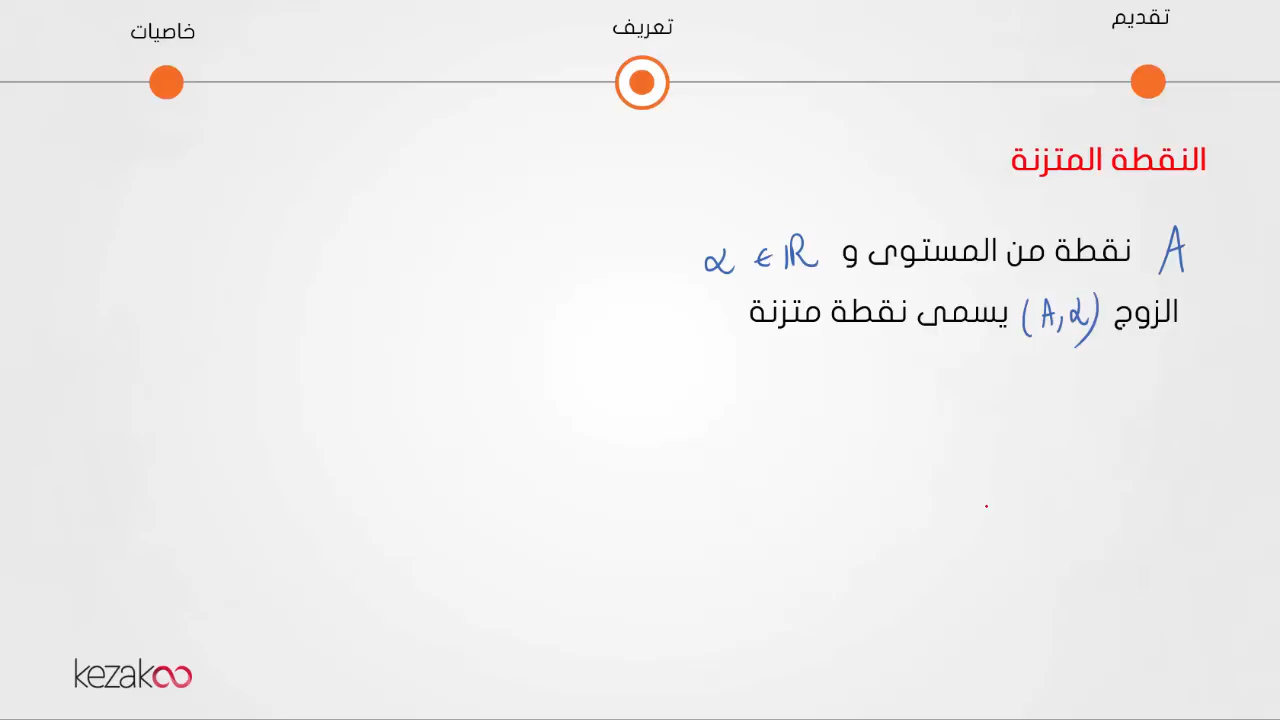 تقديم
تعريف
خاصيات
النقطة المتزنة
A نقطة من المستوى و α ∈ ℝ
الزوج (A, α) يسمى نقطة متزنة
kezakoo